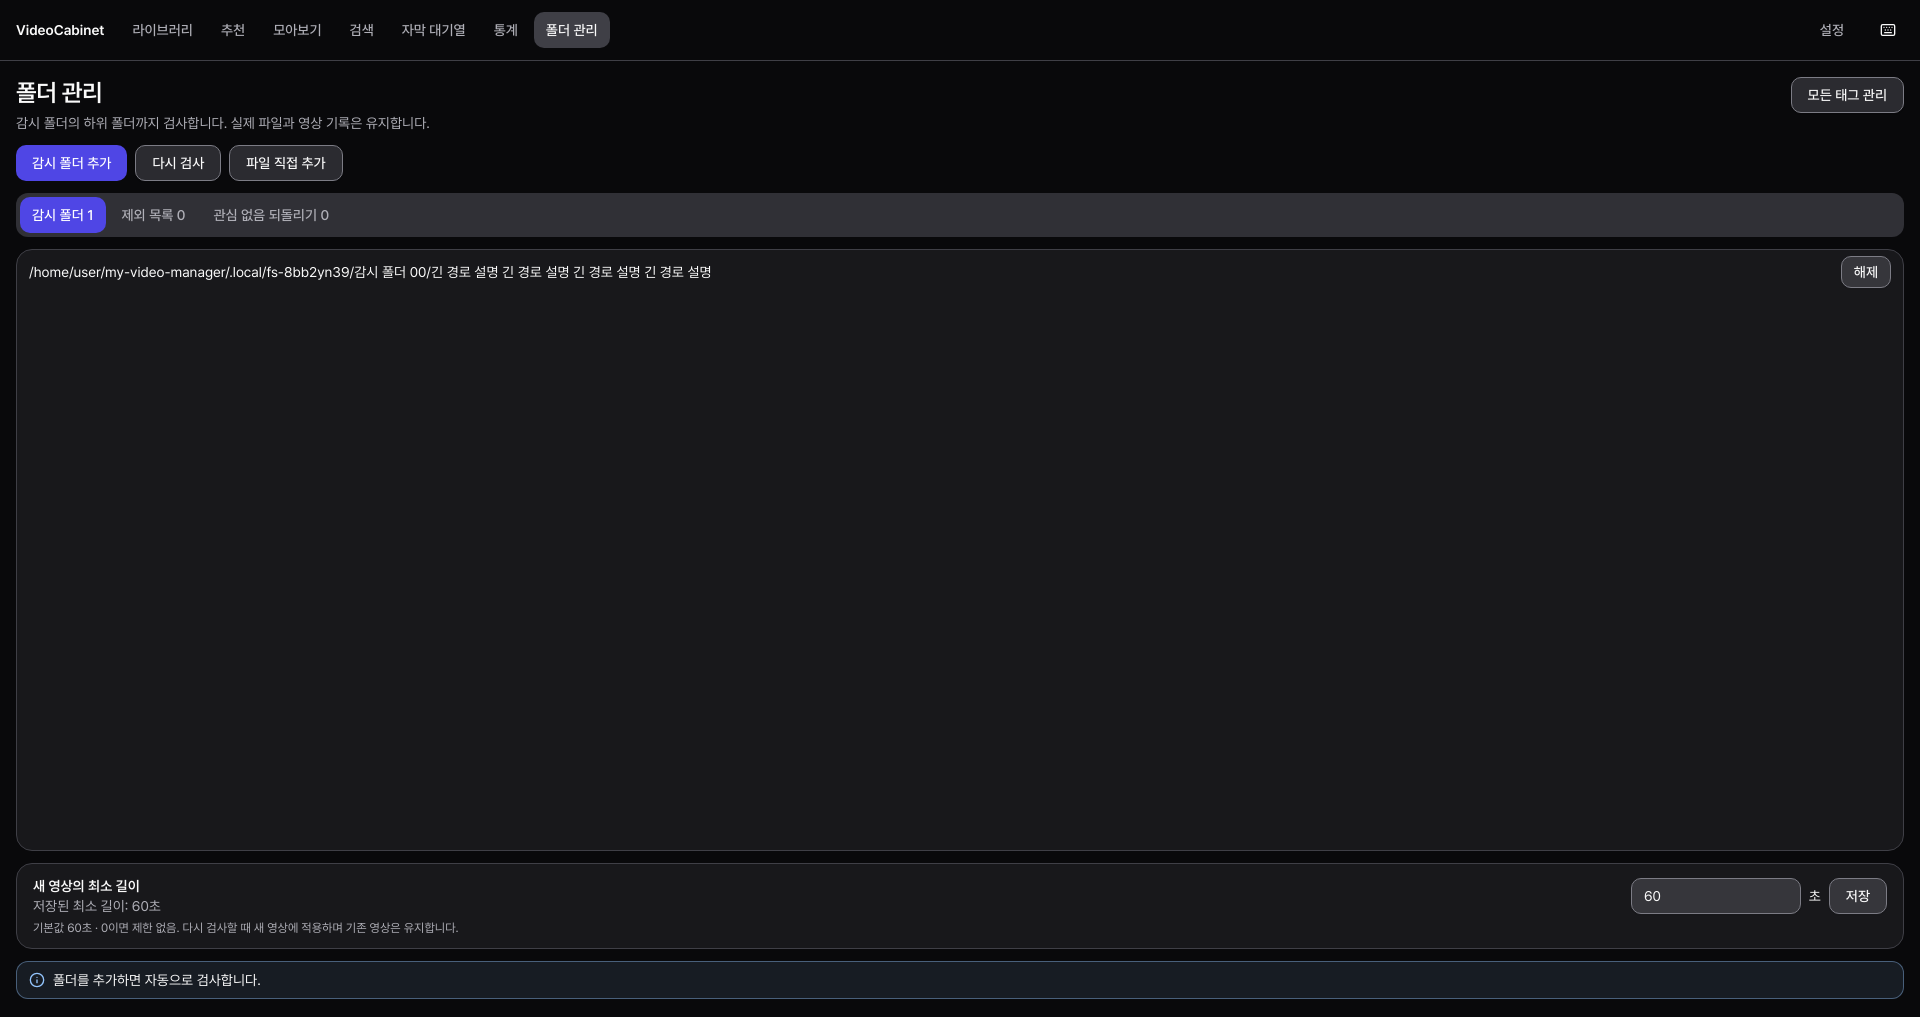 VideoCabinet 라이브러리 추천 모아보기 검색 자막 대기열 통계 폴더 관리 설정
폴더 관리
모든 태그 관리
감시 폴더의 하위 폴더까지 검사합니다. 실제 파일과 영상 기록은 유지합니다.
감시 폴더 추가 다시 검사 파일 직접 추가
감시 폴더 1 제외 목록 0 관심 없음 되돌리기 0
/home/user/my-video-manager/.local/fs-8bb2yn39/감시 폴더 00/긴 경로 설명 긴 경로 설명 긴 경로 설명 긴 경로 설명 해제
새 영상의 최소 길이
저장된 최소 길이: 60초
기본값 60초 · 0이면 제한 없음. 다시 검사할 때 새 영상에 적용하며 기존 영상은 유지합니다.
60 초 저장
폴더를 추가하면 자동으로 검사합니다.